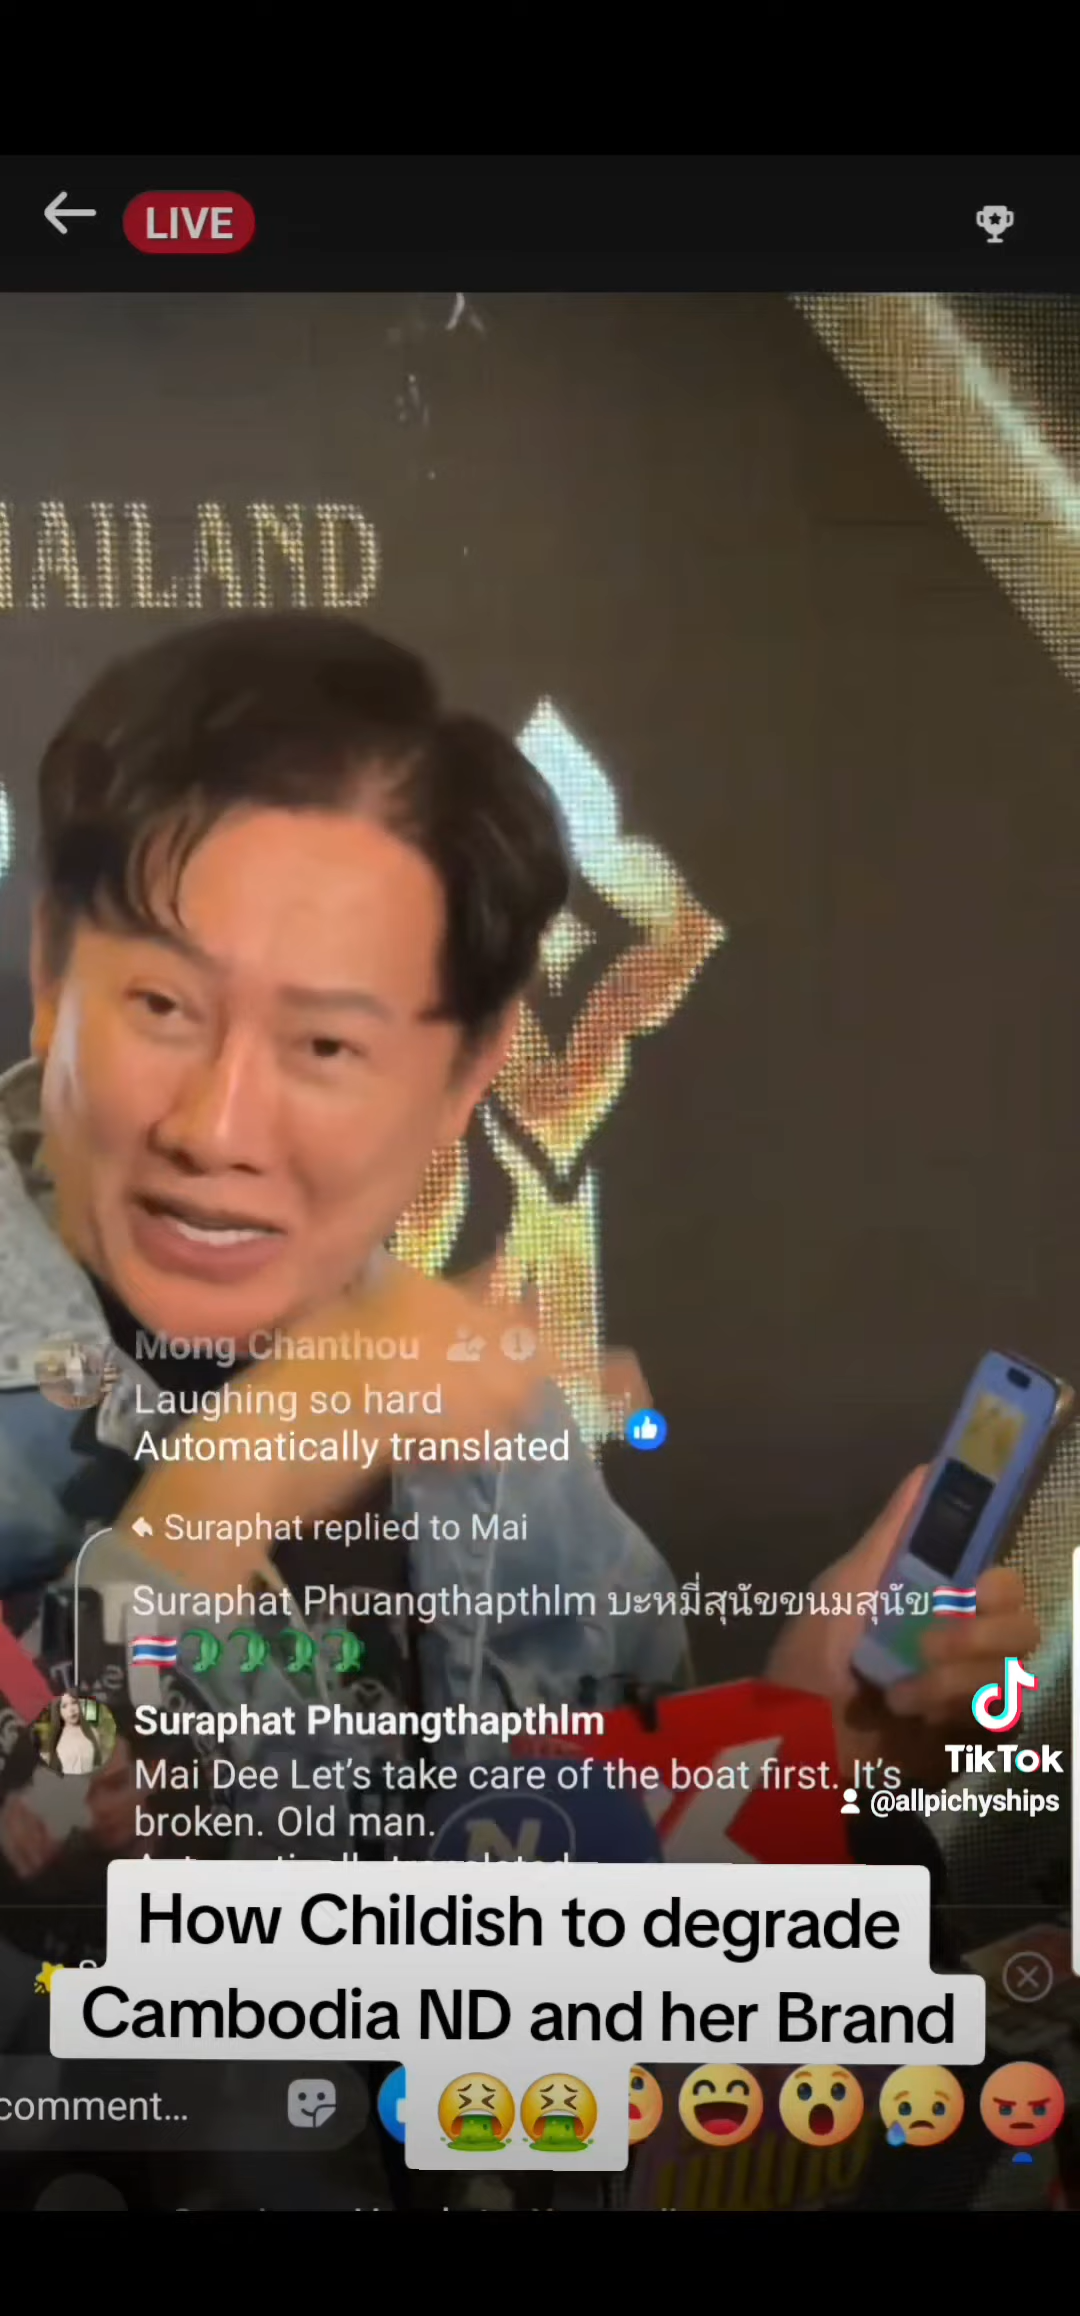 LIVE
AILAND
Mong Chanthou
Laughing so hard
Automatically translated
Suraphat replied to Mai
Suraphat Phuangthapthlm บะหมี่สุนัขขนมสุนัข🇹🇭
🇹🇭🐊🐊🐊🐊
Suraphat Phuangthapthlm
Mai Dee Let's take care of the boat first. It's
broken. Old man.
TikTok
@allpichyships
How Childish to degrade
Cambodia ND and her Brand
🤮🤮
comment...